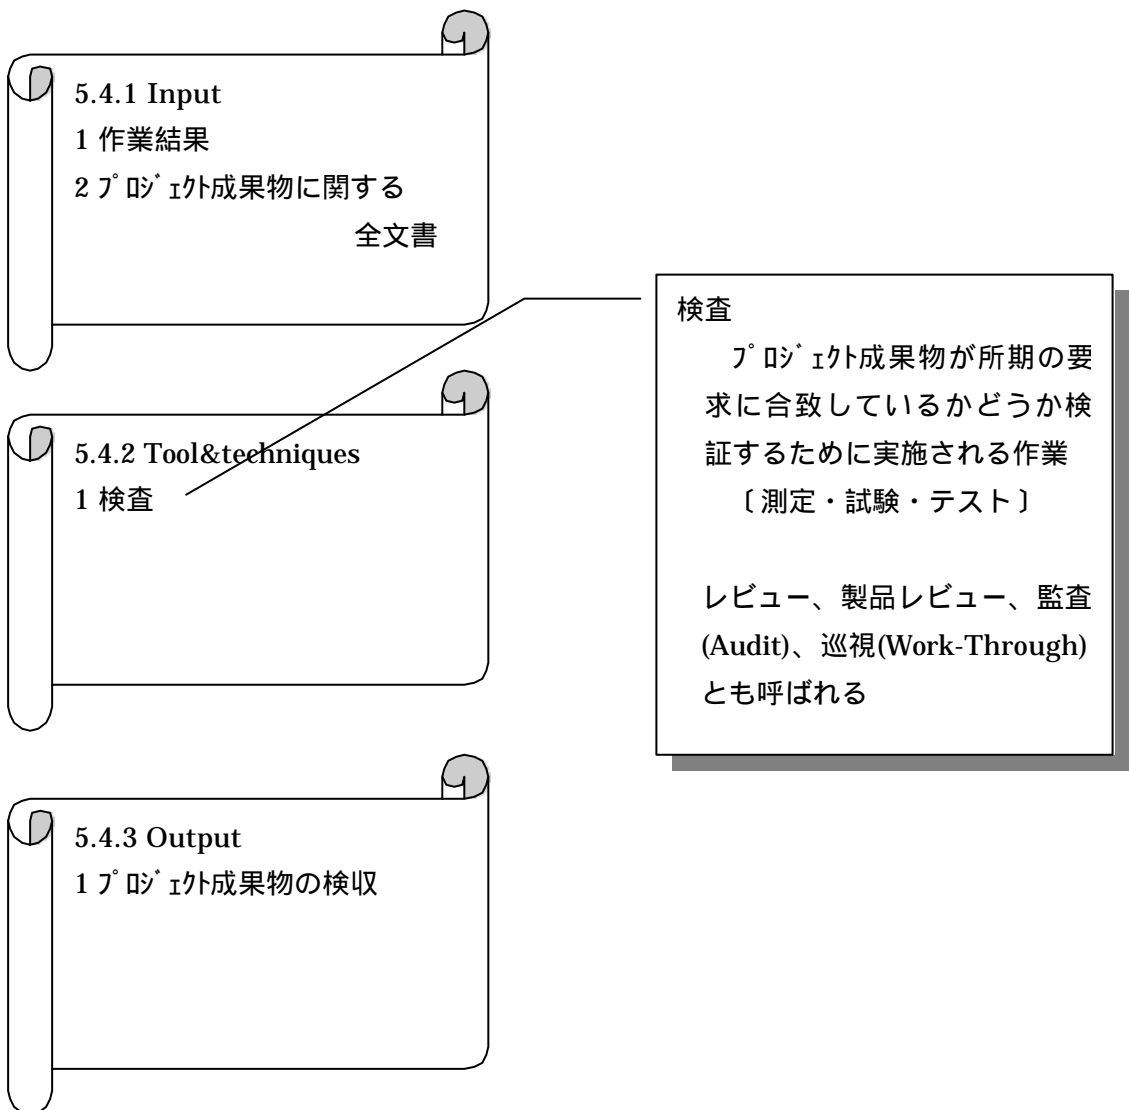 5.4.1 Input
1 作業結果
2 ﾌﾟﾛｼﾞｪｸﾄ成果物に関する
全文書
5.4.2 Tool&techniques
1 検査
検査
ﾌﾟﾛｼﾞｪｸﾄ成果物が所期の要
求に合致しているかどうか検
証するために実施される作業
〔測定・試験・テスト〕
レビュー、製品レビュー、監査
(Audit)、巡視(Work-Through)
とも呼ばれる
5.4.3 Output
1 ﾌﾟﾛｼﾞｪｸﾄ成果物の検収